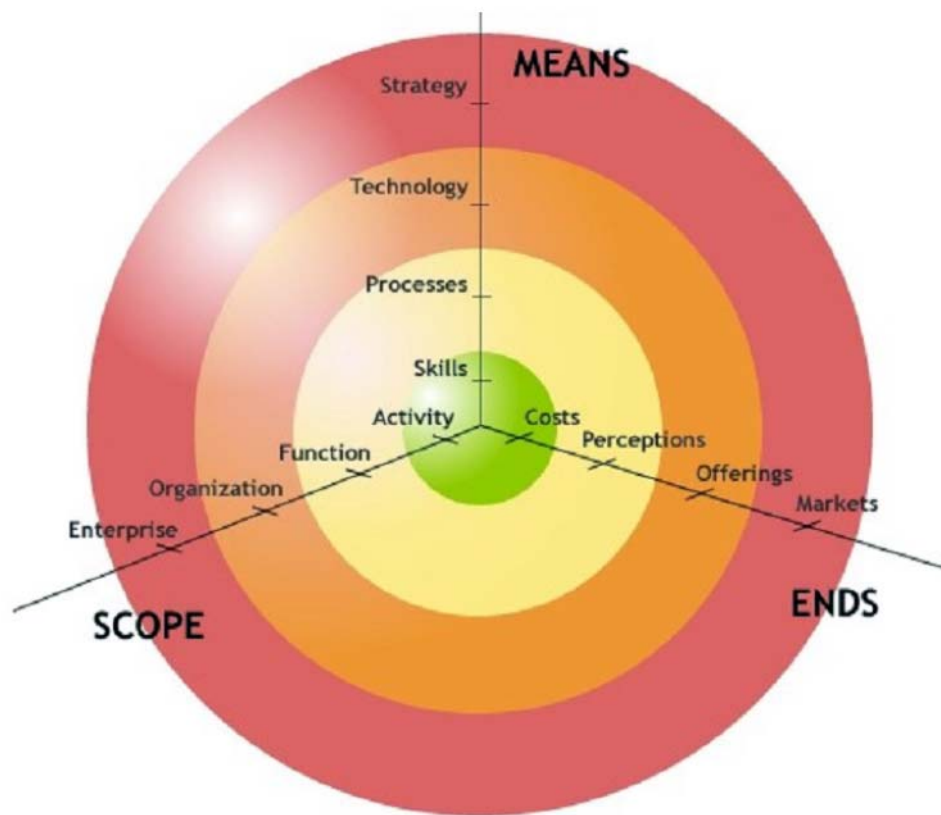 MEANS
Strategy
Technology
Processes
Skills
Activity
Function
Organization
Enterprise
SCOPE
Costs
Perceptions
Offerings
Markets
ENDS